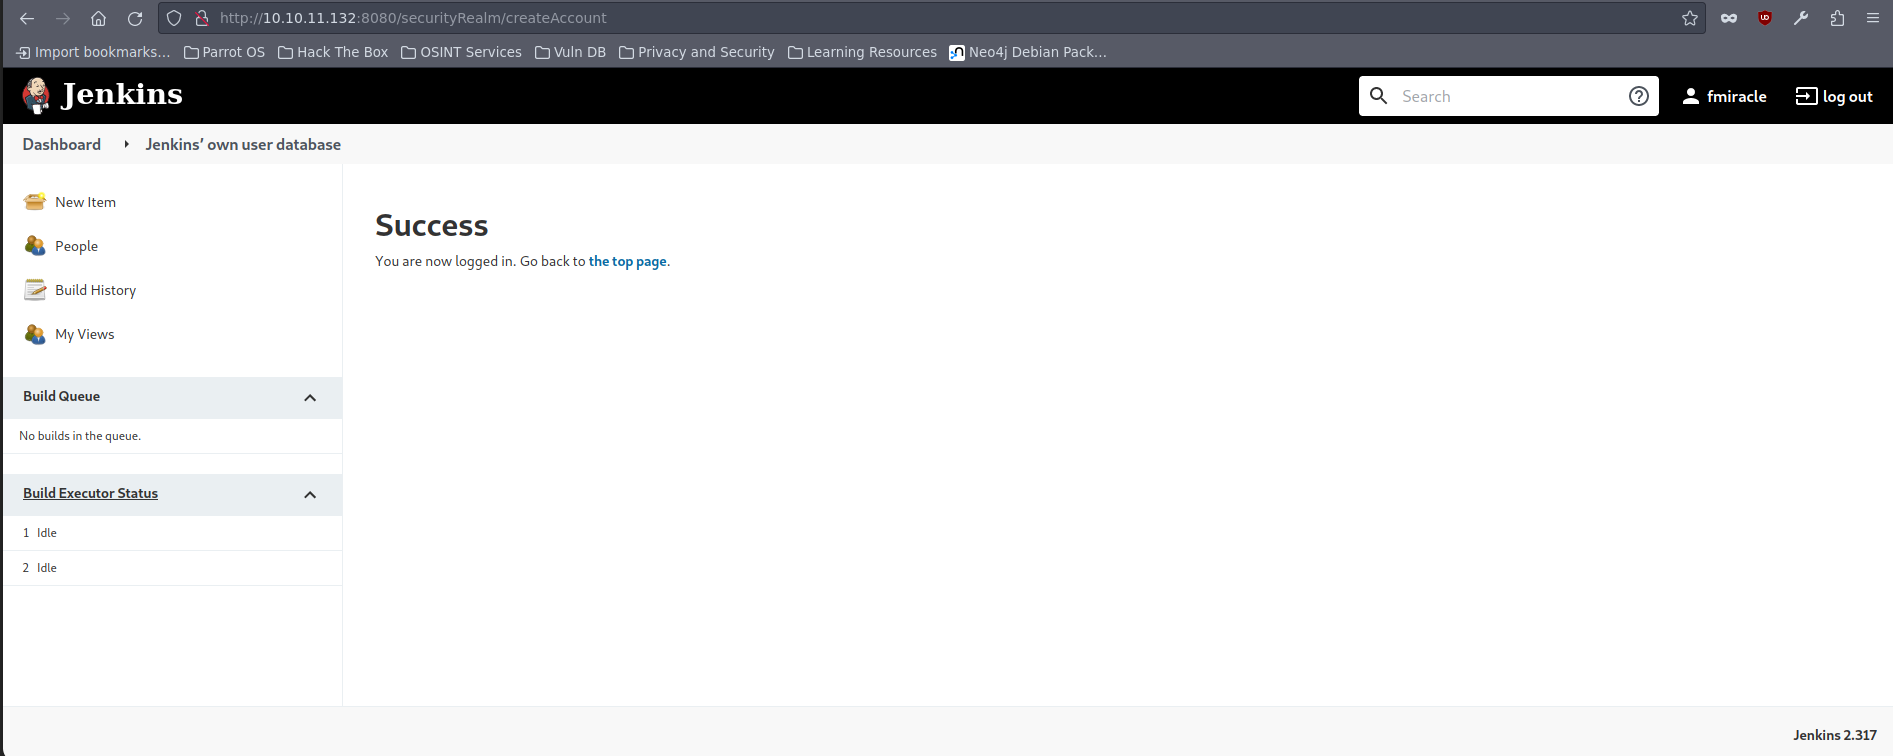 http://10.10.11.132:8080/securityRealm/createAccount
Import bookmarks... Parrot OS Hack The Box OSINT Services Vuln DB Privacy and Security Learning Resources Neo4j Debian Pack...
Jenkins Search fmiracle log out
Dashboard Jenkins’ own user database
New Item
People
Build History
My Views
Build Queue
No builds in the queue.
Build Executor Status
1 Idle
2 Idle
Success
You are now logged in. Go back to the top page.
Jenkins 2.317